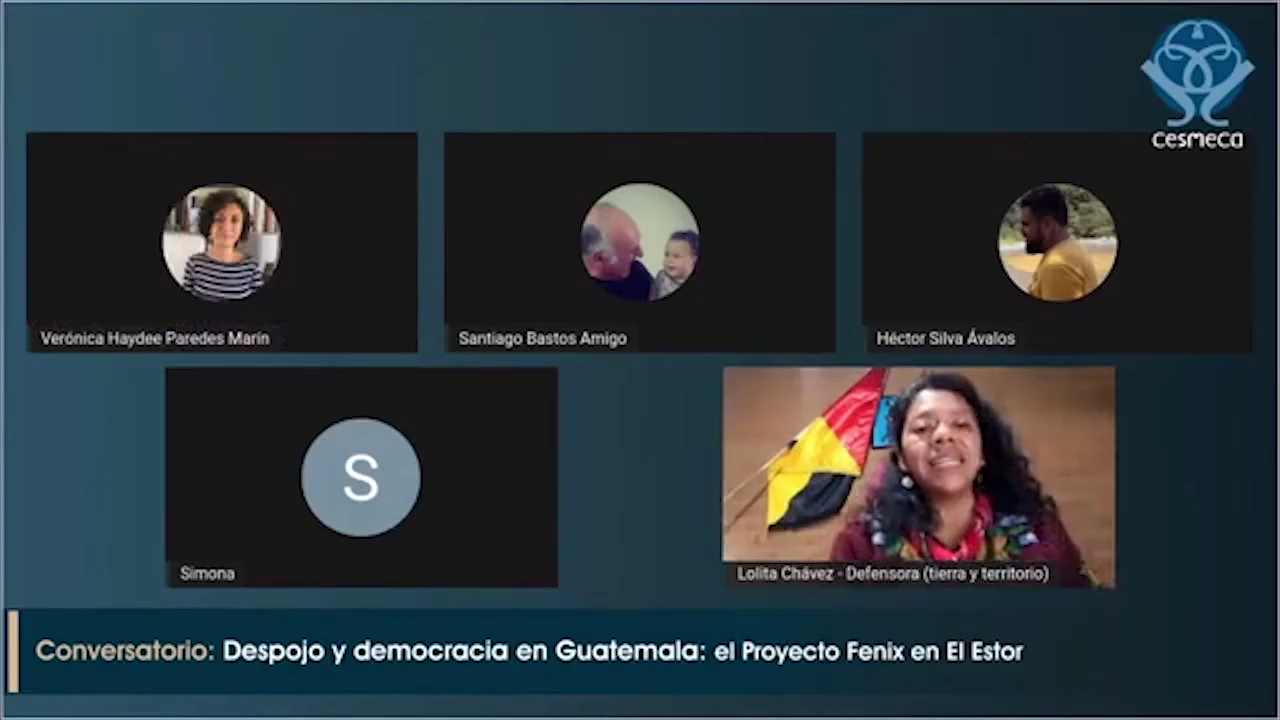 cesmeca
Verónica Haydee Paredes Marín
Santiago Bastos Amigo
Héctor Silva Ávalos
S
Simona
Lolita Chávez - Defensora (tierra y territorio)
Conversatorio: Despojo y democracia en Guatemala: el Proyecto Fenix en El Estor